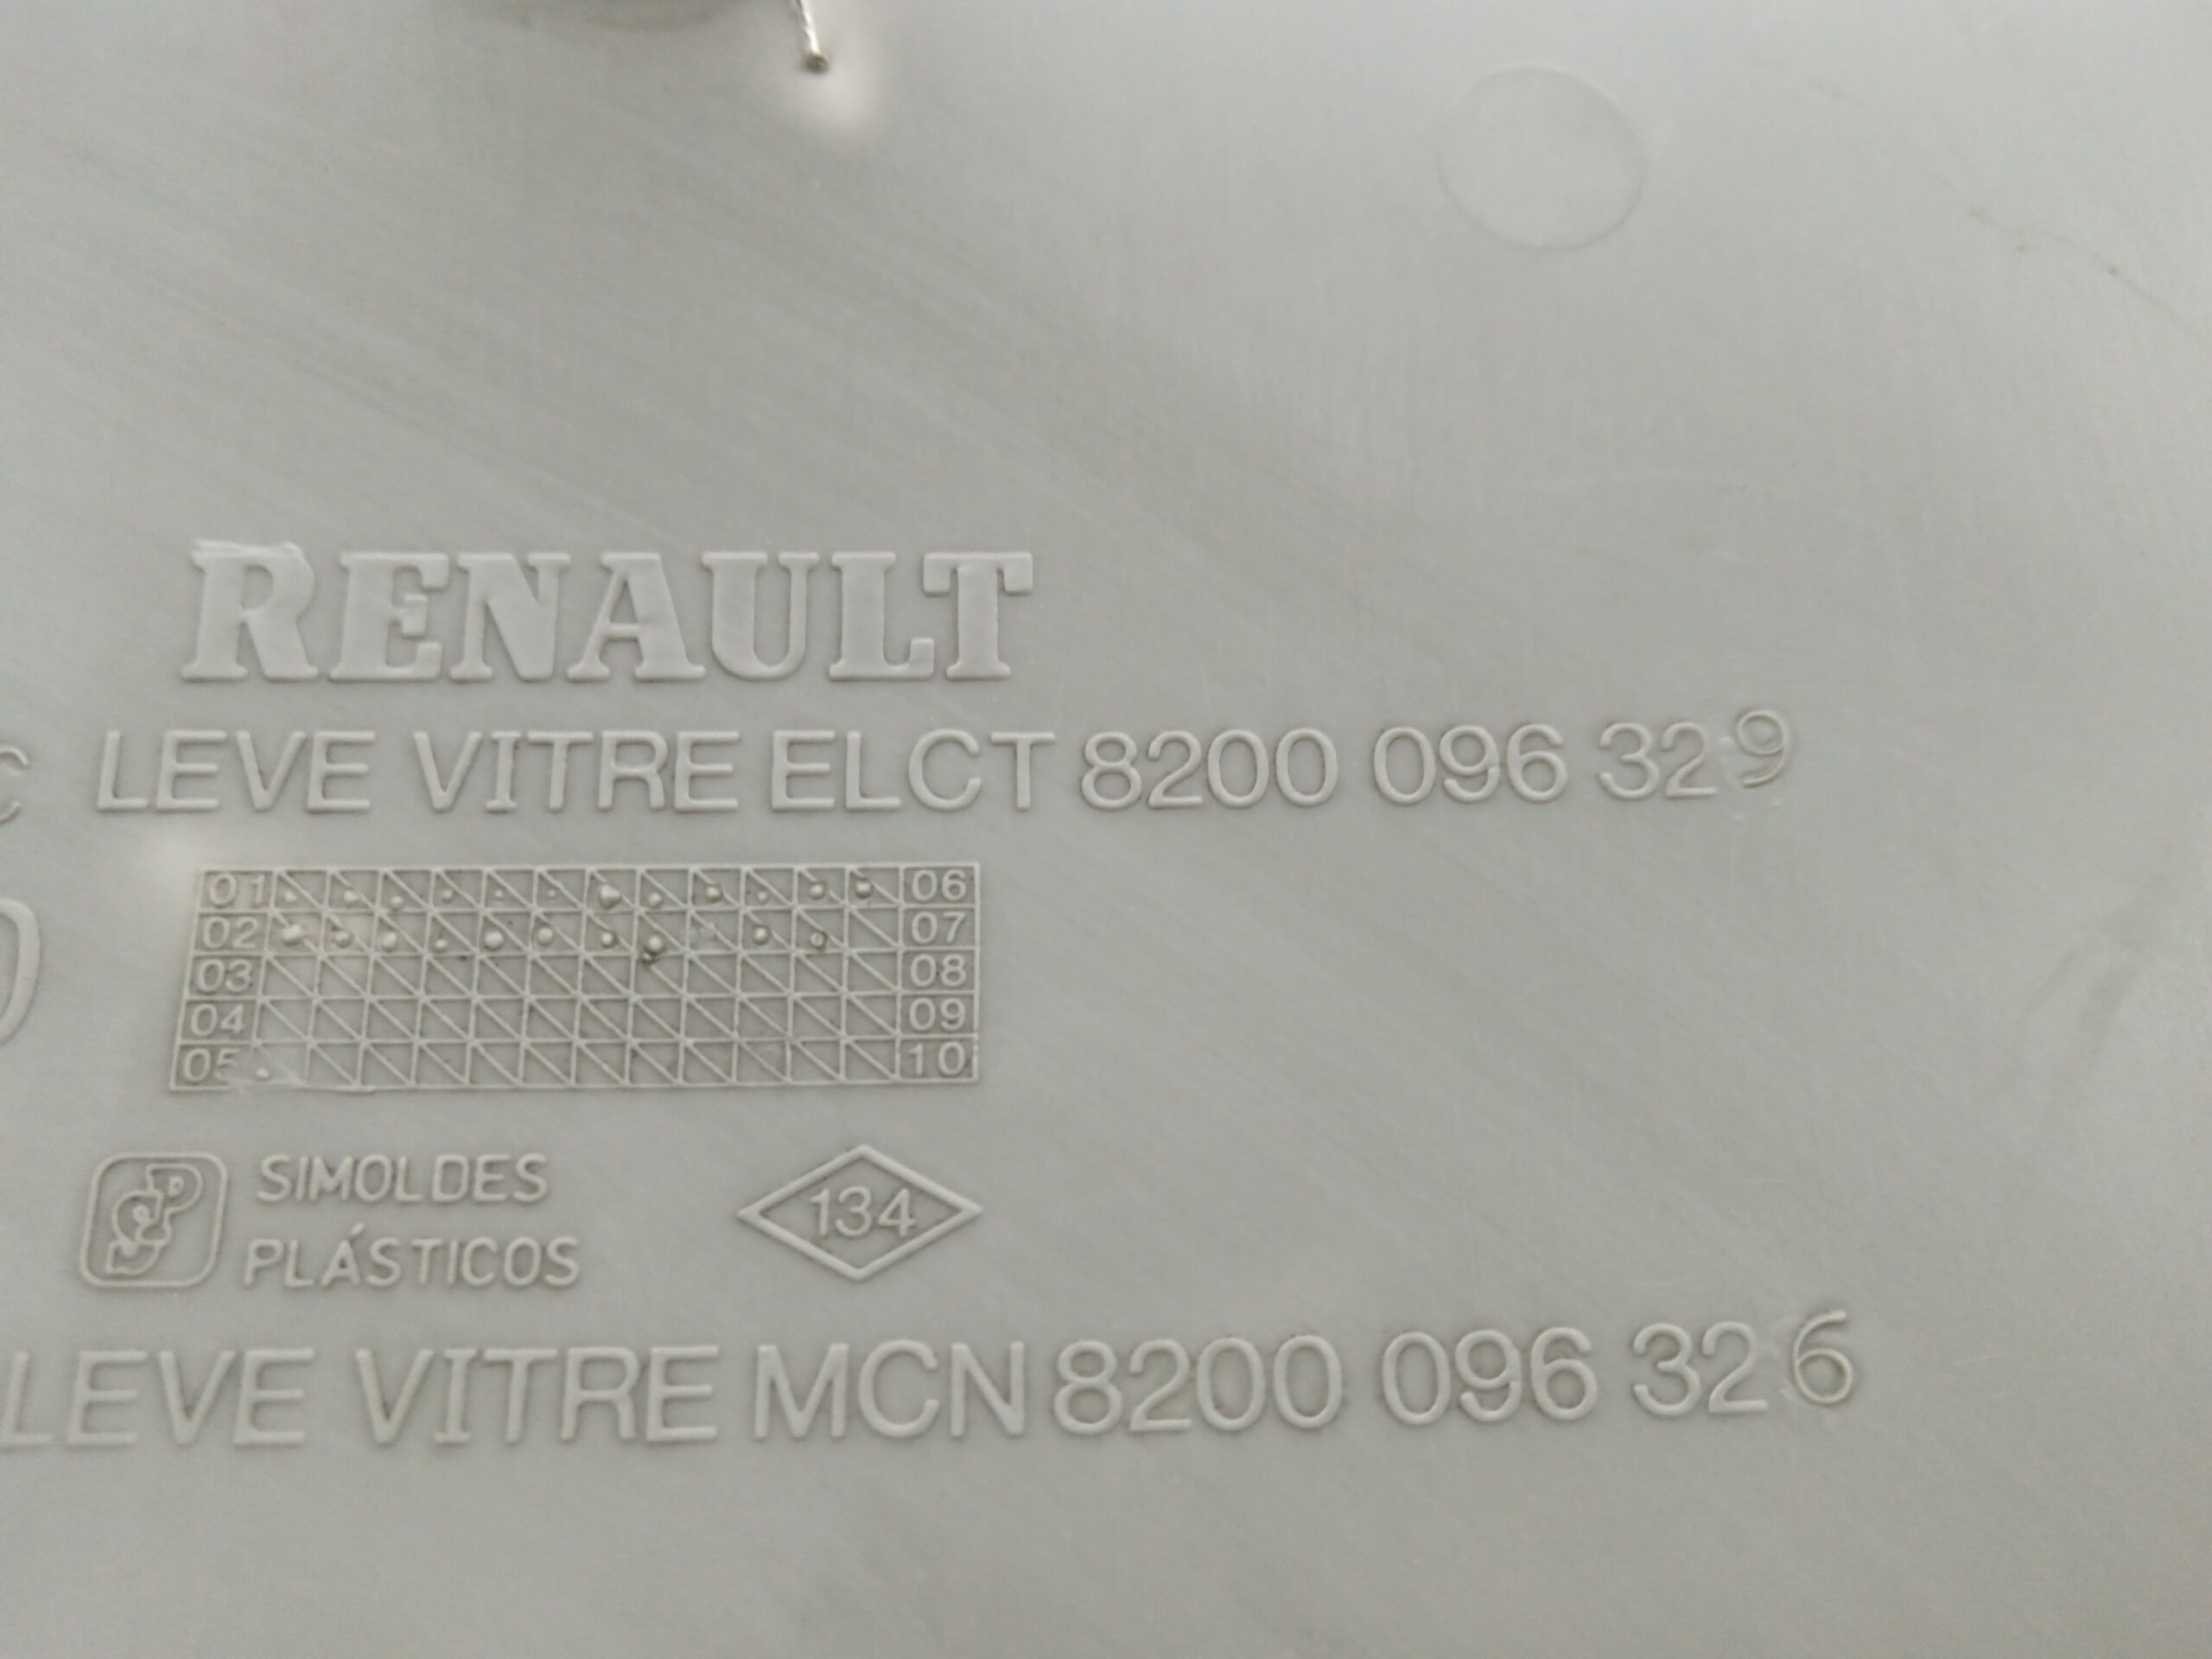 RENAULT
LEVE VITRE ELCT 8200 096 329
01 06
02 07
03 08
04 09
05 10
SIMOLDES
PLÁSTICOS
134
LEVE VITRE MCN 8200 096 326